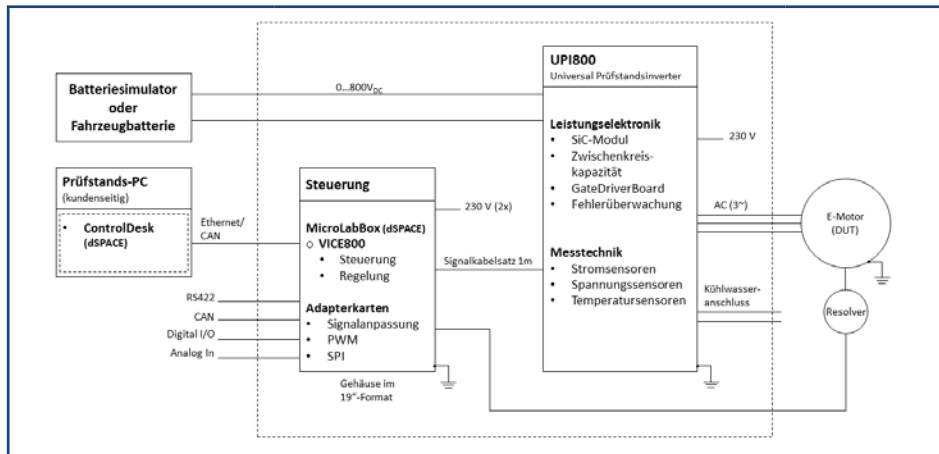 Batteriesimulator
oder
Fahrzeugbatterie
0...800VDC
UPI800
Universal Prüfstandsinverter
Leistungselektronik
• SiC-Modul
• Zwischenkreis-
kapazität
• GateDriverBoard
• Fehlerüberwachung
Messtechnik
• Stromsensoren
• Spannungssensoren
• Temperatursensoren
230 V
AC (3~)
Kühlwasser-
anschluss
E-Motor
(DUT)
Resolver
Prüfstands-PC
(kundenseitig)
• ControlDesk
(dSPACE)
Ethernet/
CAN
Steuerung
MicroLabBox (dSPACE)
◇ VICE800
• Steuerung
• Regelung
Adapterkarten
• Signalanpassung
• PWM
• SPI
230 V (2x)
Signalkabelsatz 1m
RS422
CAN
Digital I/O
Analog In
Gehäuse im
19"-Format